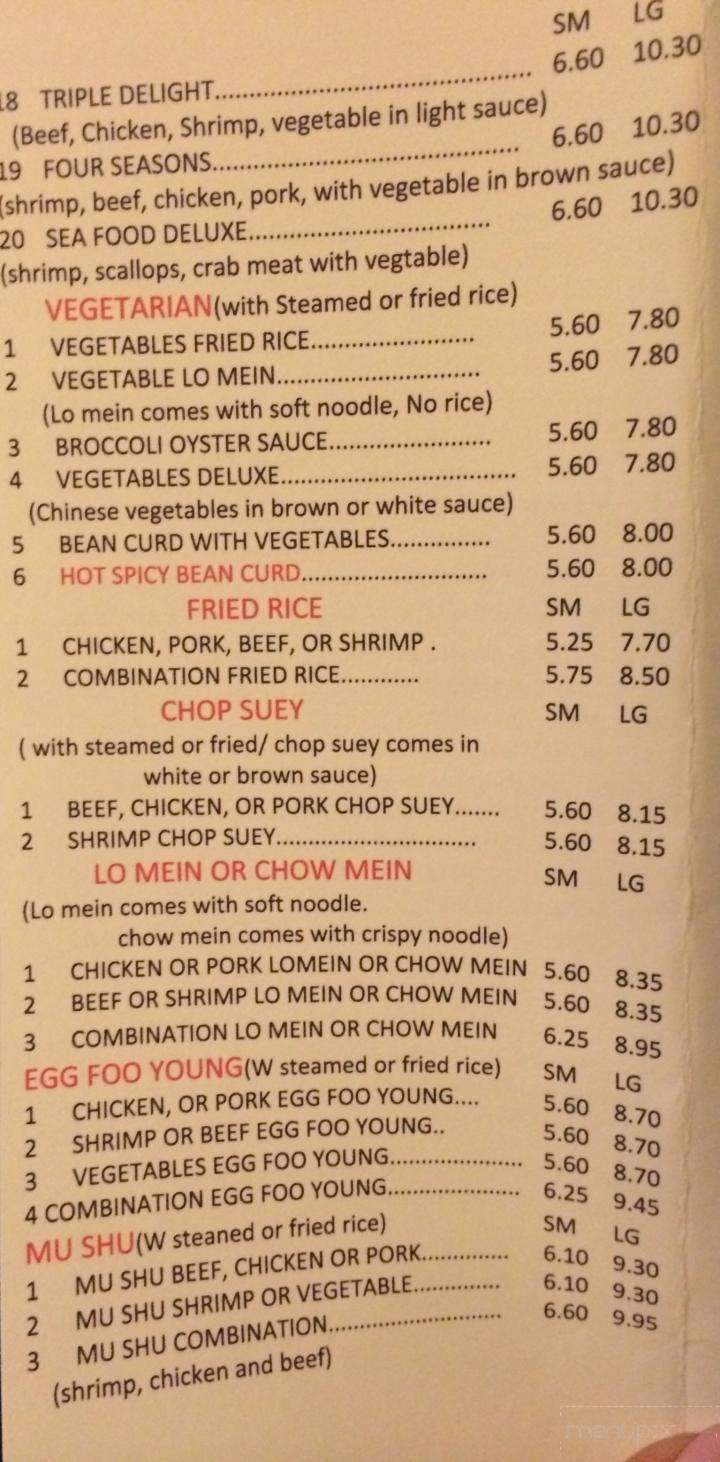 SM LG
18 TRIPLE DELIGHT.......................................... 6.60 10.30
(Beef, Chicken, Shrimp, vegetable in light sauce)
19 FOUR SEASONS.......................................... 6.60 10.30
(shrimp, beef, chicken, pork, with vegetable in brown sauce)
20 SEA FOOD DELUXE................................. 6.60 10.30
(shrimp, scallops, crab meat with vegtable)
VEGETARIAN(with Steamed or fried rice)
1 VEGETABLES FRIED RICE........................ 5.60 7.80
2 VEGETABLE LO MEIN............................. 5.60 7.80
(Lo mein comes with soft noodle, No rice)
3 BROCCOLI OYSTER SAUCE........................ 5.60 7.80
4 VEGETABLES DELUXE.................................. 5.60 7.80
(Chinese vegetables in brown or white sauce)
5 BEAN CURD WITH VEGETABLES............... 5.60 8.00
6 HOT SPICY BEAN CURD........................... 5.60 8.00
FRIED RICE SM LG
1 CHICKEN, PORK, BEEF, OR SHRIMP . 5.25 7.70
2 COMBINATION FRIED RICE............ 5.75 8.50
CHOP SUEY SM LG
( with steamed or fried/ chop suey comes in
white or brown sauce)
1 BEEF, CHICKEN, OR PORK CHOP SUEY....... 5.60 8.15
2 SHRIMP CHOP SUEY.............................. 5.60 8.15
LO MEIN OR CHOW MEIN SM LG
(Lo mein comes with soft noodle.
chow mein comes with crispy noodle)
1 CHICKEN OR PORK LOMEIN OR CHOW MEIN 5.60 8.35
2 BEEF OR SHRIMP LO MEIN OR CHOW MEIN 5.60 8.35
3 COMBINATION LO MEIN OR CHOW MEIN 6.25 8.95
EGG FOO YOUNG(W steamed or fried rice) SM LG
1 CHICKEN, OR PORK EGG FOO YOUNG.... 5.60 8.70
2 SHRIMP OR BEEF EGG FOO YOUNG.. 5.60 8.70
3 VEGETABLES EGG FOO YOUNG.................... 5.60 8.70
4 COMBINATION EGG FOO YOUNG.................... 6.25 9.45
MU SHU(W steaned or fried rice) SM LG
1 MU SHU BEEF, CHICKEN OR PORK............. 6.10 9.30
2 MU SHU SHRIMP OR VEGETABLE............. 6.10 9.30
3 MU SHU COMBINATION.......................... 6.60 9.95
(shrimp, chicken and beef)